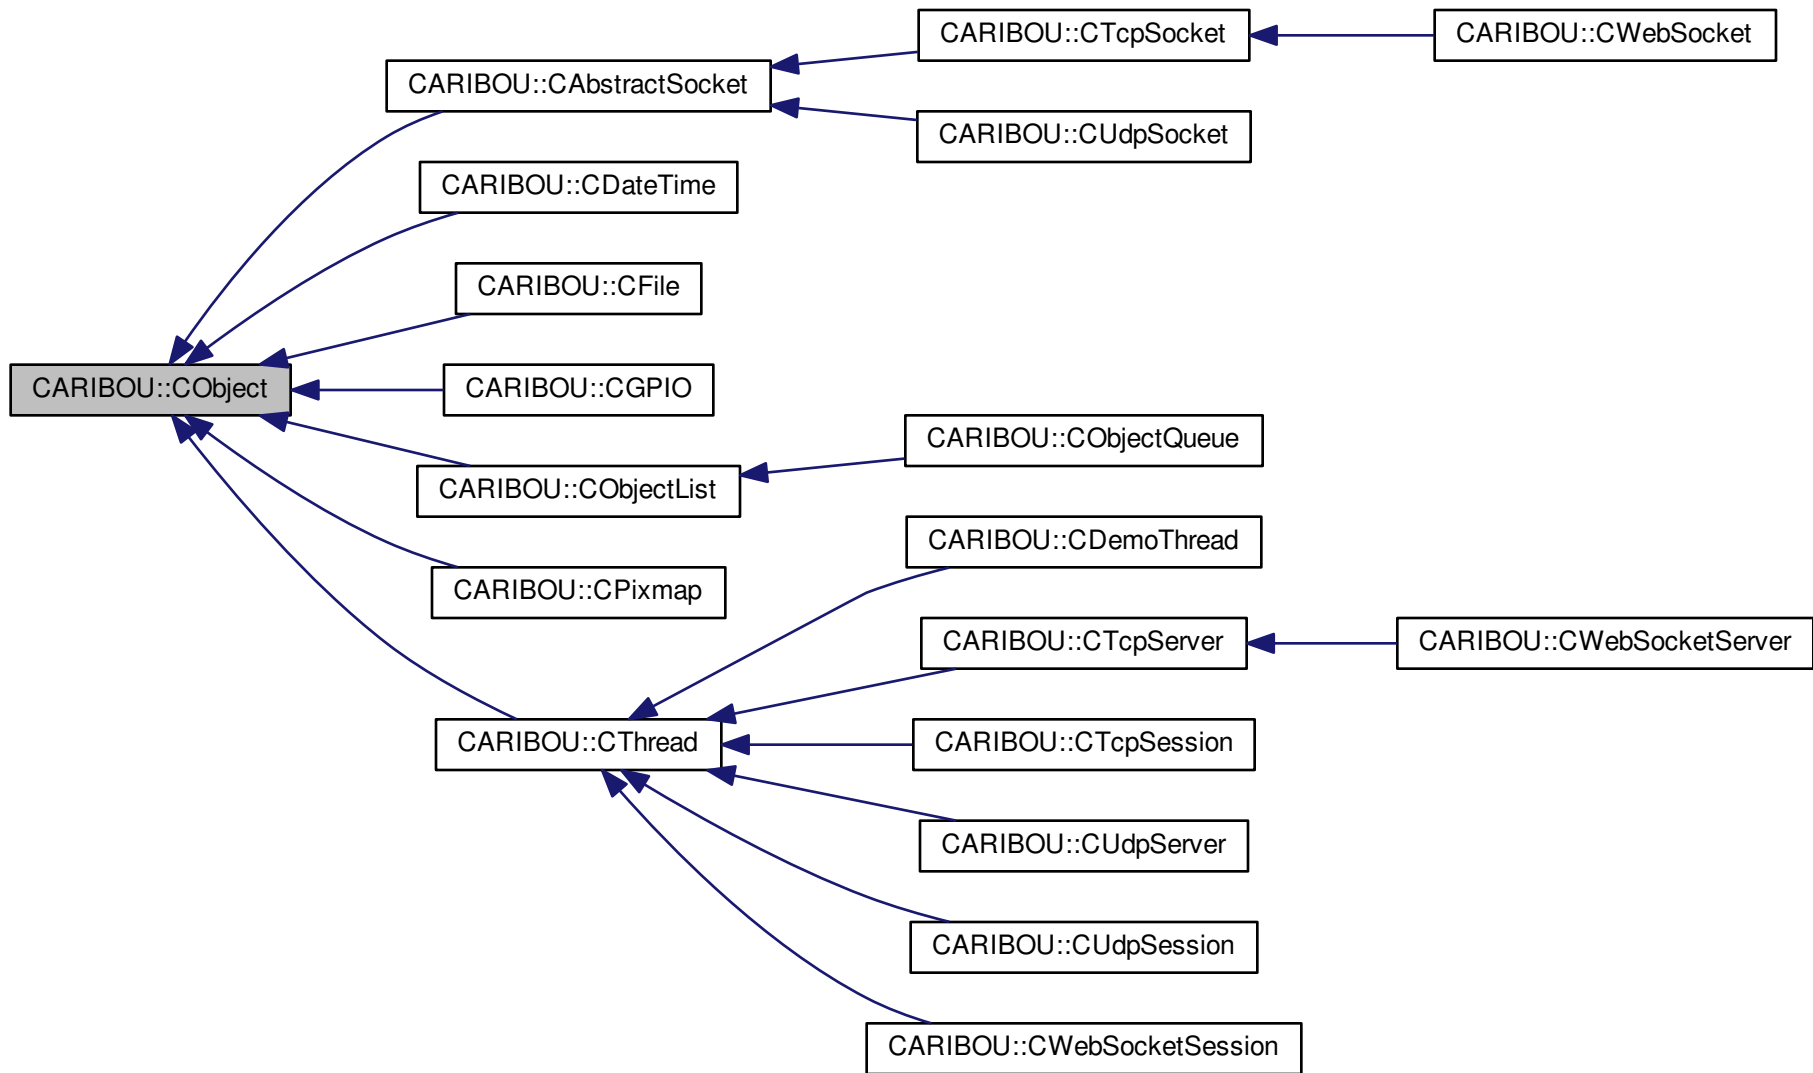 CARIBOU::CTcpSocket
CARIBOU::CWebSocket
CARIBOU::CAbstractSocket
CARIBOU::CUdpSocket
CARIBOU::CDateTime
CARIBOU::CFile
CARIBOU::CObject
CARIBOU::CGPIO
CARIBOU::CObjectQueue
CARIBOU::CObjectList
CARIBOU::CDemoThread
CARIBOU::CPixmap
CARIBOU::CTcpServer
CARIBOU::CWebSocketServer
CARIBOU::CThread
CARIBOU::CTcpSession
CARIBOU::CUdpServer
CARIBOU::CUdpSession
CARIBOU::CWebSocketSession